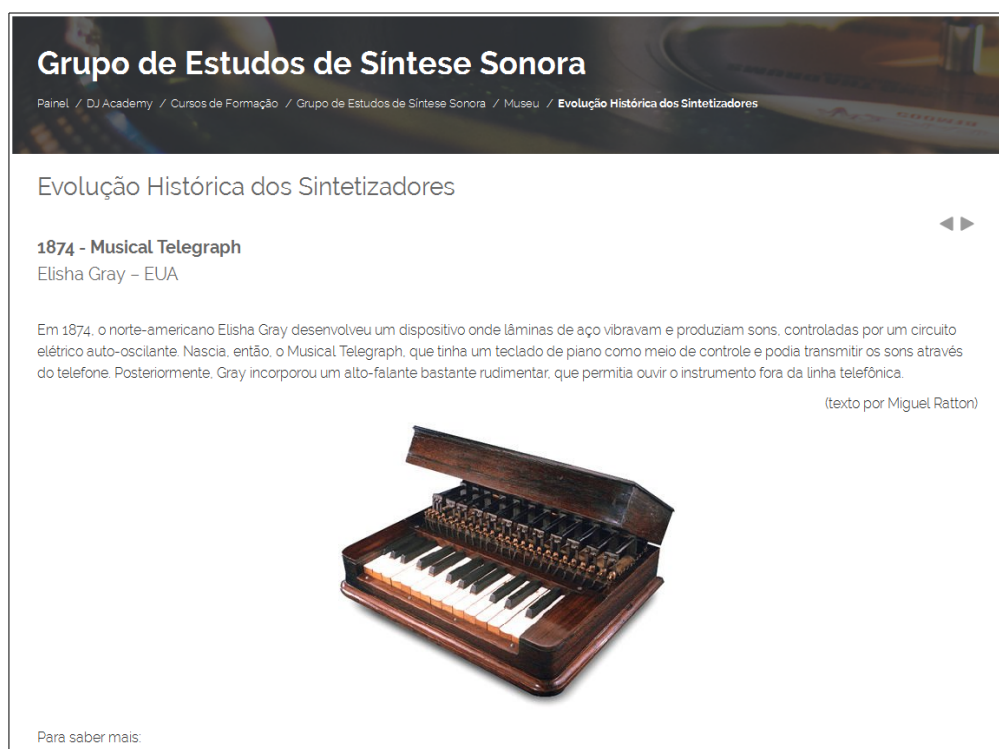 Grupo de Estudos de Síntese Sonora
Painel / DJ Academy / Cursos de Formação / Grupo de Estudos de Síntese Sonora / Museu / Evolução Histórica dos Sintetizadores
Evolução Histórica dos Sintetizadores
1874 - Musical Telegraph
Elisha Gray – EUA
Em 1874, o norte-americano Elisha Gray desenvolveu um dispositivo onde lâminas de aço vibravam e produziam sons, controladas por um circuito
elétrico auto-oscilante. Nascia, então, o Musical Telegraph, que tinha um teclado de piano como meio de controle e podia transmitir os sons através
do telefone. Posteriormente, Gray incorporou um alto-falante bastante rudimentar, que permitia ouvir o instrumento fora da linha telefônica.
(texto por Miguel Ratton)
Para saber mais: